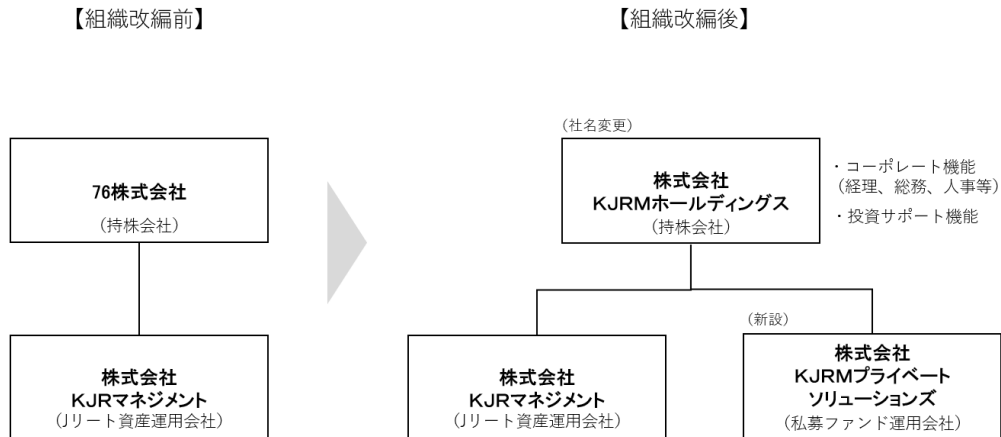 【組織改編前】
76株式会社
(持株会社)
株式会社
KJRマネジメント
(Jリート資産運用会社)
【組織改編後】
(社名変更)
株式会社
KJRMホールディングス
(持株会社)
・コーポレート機能
(経理、総務、人事等)
・投資サポート機能
株式会社
KJRマネジメント
(Jリート資産運用会社)
(新設)
株式会社
KJRMプライベート
ソリューションズ
(私募ファンド運用会社)